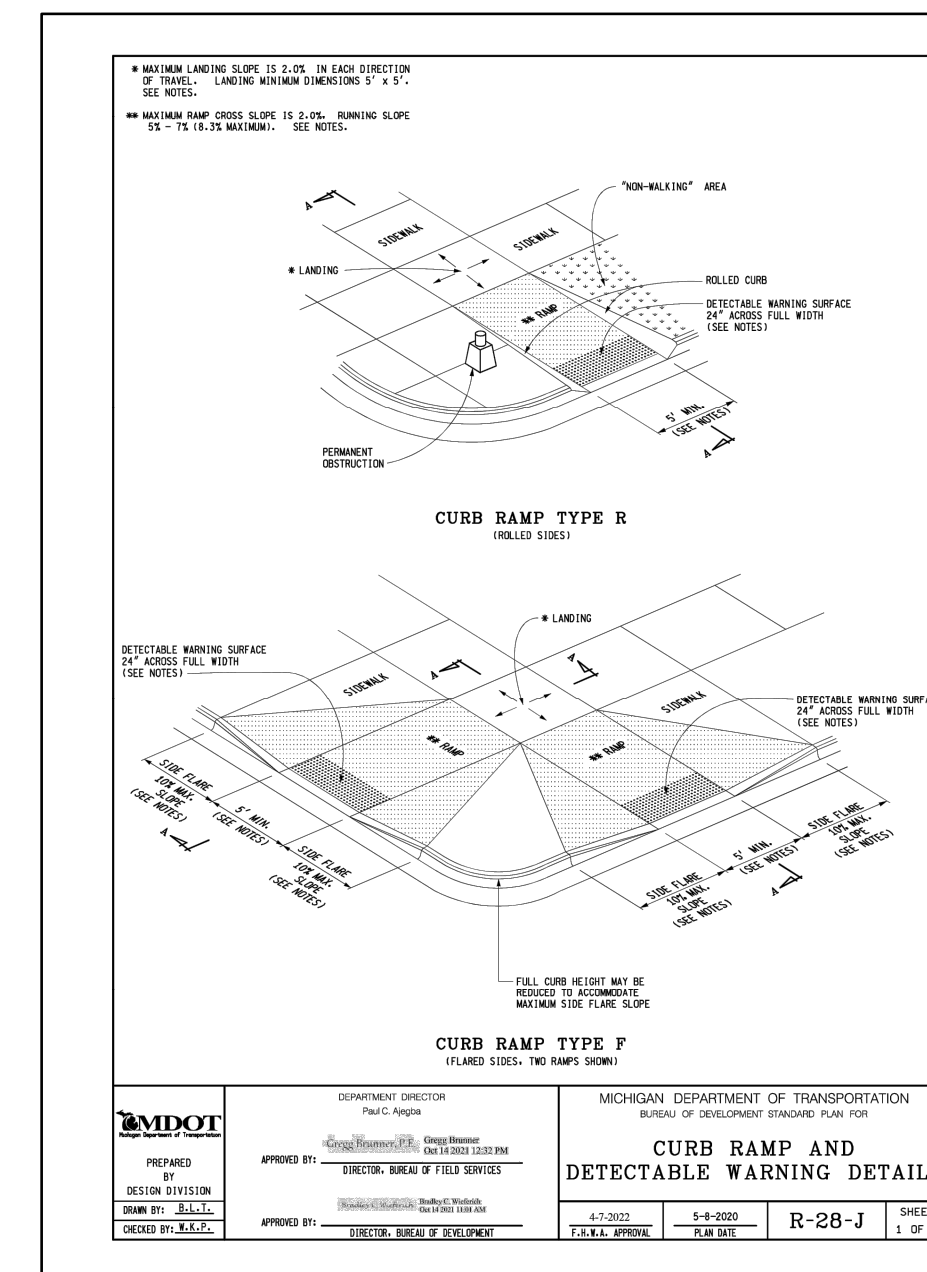 * MAXIMUM LANDING SLOPE IS 2.0% IN EACH DIRECTION
OF TRAVEL. LANDING MINIMUM DIMENSIONS 5' x 5'.
SEE NOTES.
** MAXIMUM RAMP CROSS SLOPE IS 2.0%, RUNNING SLOPE
5% - 7% (8.3% MAXIMUM). SEE NOTES.
"NON-WALKING" AREA
A
SIDEWALK
SIDEWALK
* LANDING
ROLLED CURB
DETECTABLE WARNING SURFACE
24" ACROSS FULL WIDTH
(SEE NOTES)
** RAMP
5' MIN.
(SEE NOTES)
A
PERMANENT
OBSTRUCTION
CURB RAMP TYPE R
(ROLLED SIDES)
* LANDING
DETECTABLE WARNING SURFACE
24" ACROSS FULL WIDTH
(SEE NOTES)
A
A
SIDEWALK
SIDEWALK
DETECTABLE WARNING SURFA
24" ACROSS FULL WIDTH
(SEE NOTES)
** RAMP
** RAMP
SIDE FLARE
10% MAX.
SLOPE
(SEE NOTES)
5' MIN.
(SEE NOTES)
SIDE FLARE
10% MAX.
SLOPE
(SEE NOTES)
A
SIDE FLARE
10% MAX.
SLOPE
(SEE NOTES)
5' MIN.
(SEE NOTES)
SIDE FLARE
10% MAX.
SLOPE
(SEE NOTES)
A
FULL CURB HEIGHT MAY BE
REDUCED TO ACCOMMODATE
MAXIMUM SIDE FLARE SLOPE
CURB RAMP TYPE F
(FLARED SIDES, TWO RAMPS SHOWN)
MDOT
Michigan Department of Transportation
PREPARED
BY
DESIGN DIVISION
DRAWN BY: B.L.T.
CHECKED BY: W.K.P.
DEPARTMENT DIRECTOR
Paul C. Ajegba
Gregg Brunner, P.E. Gregg Brunner
Oct 14 2021 12:32 PM
APPROVED BY:
DIRECTOR, BUREAU OF FIELD SERVICES
Bradley C. Wieferich Bradley C. Wieferich
Oct 14 2021 11:01 AM
APPROVED BY:
DIRECTOR, BUREAU OF DEVELOPMENT
MICHIGAN DEPARTMENT OF TRANSPORTATION
BUREAU OF DEVELOPMENT STANDARD PLAN FOR
CURB RAMP AND
DETECTABLE WARNING DETAIL
4-7-2022
F.H.W.A. APPROVAL
5-8-2020
PLAN DATE
R-28-J
SHEE
1 OF